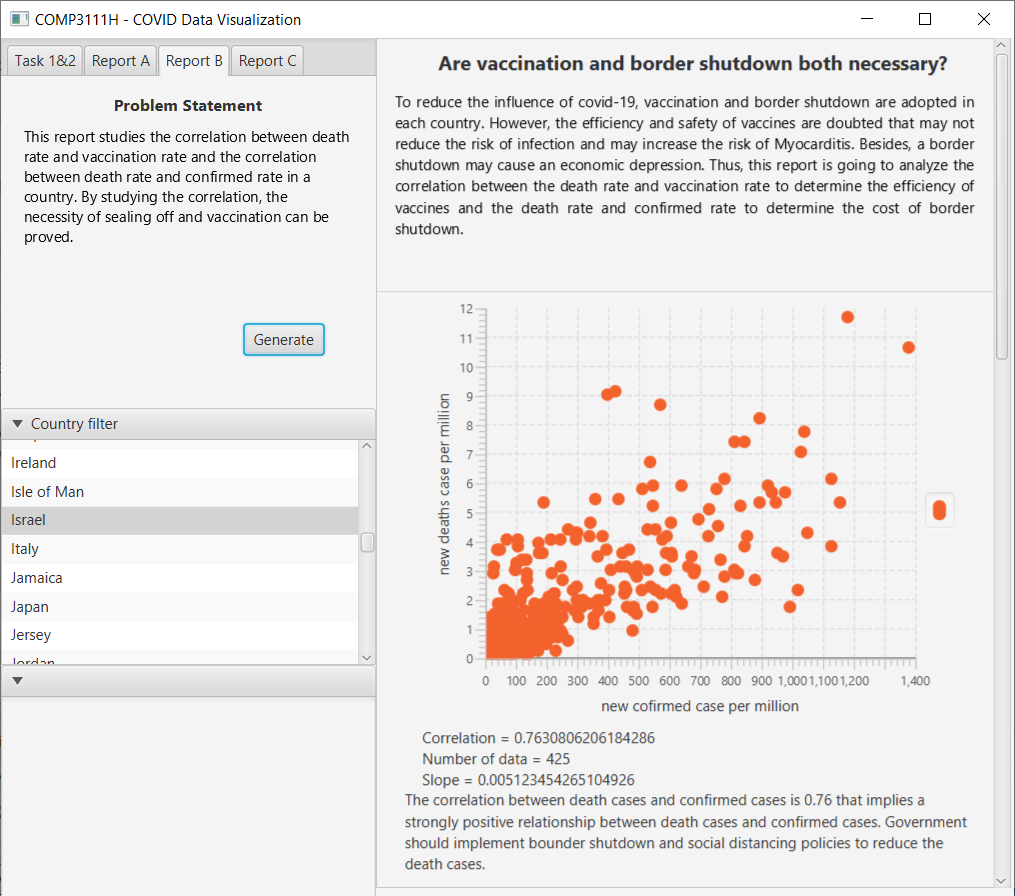 COMP3111H - COVID Data Visualization
Task 1&2
Report A
Report B
Report C
Problem Statement
This report studies the correlation between death
rate and vaccination rate and the correlation
between death rate and confirmed rate in a
country. By studying the correlation, the
necessity of sealing off and vaccination can be
proved.
Generate
Country filter
Ireland
Isle of Man
Israel
Italy
Jamaica
Japan
Jersey
Jordan
Are vaccination and border shutdown both necessary?
To reduce the influence of covid-19, vaccination and border shutdown are adopted in
each country. However, the efficiency and safety of vaccines are doubted that may not
reduce the risk of infection and may increase the risk of Myocarditis. Besides, a border
shutdown may cause an economic depression. Thus, this report is going to analyze the
correlation between the death rate and vaccination rate to determine the efficiency of
vaccines and the death rate and confirmed rate to determine the cost of border
shutdown.
new deaths case per million
12
11
10
9
8
7
6
5
4
3
2
1
0
0 100 200 300 400 500 600 700 800 900 1,000 1,100 1,200 1,400
new cofirmed case per million
Correlation = 0.7630806206184286
Number of data = 425
Slope = 0.005123454265104926
The correlation between death cases and confirmed cases is 0.76 that implies a
strongly positive relationship between death cases and confirmed cases. Government
should implement bounder shutdown and social distancing policies to reduce the
death cases.